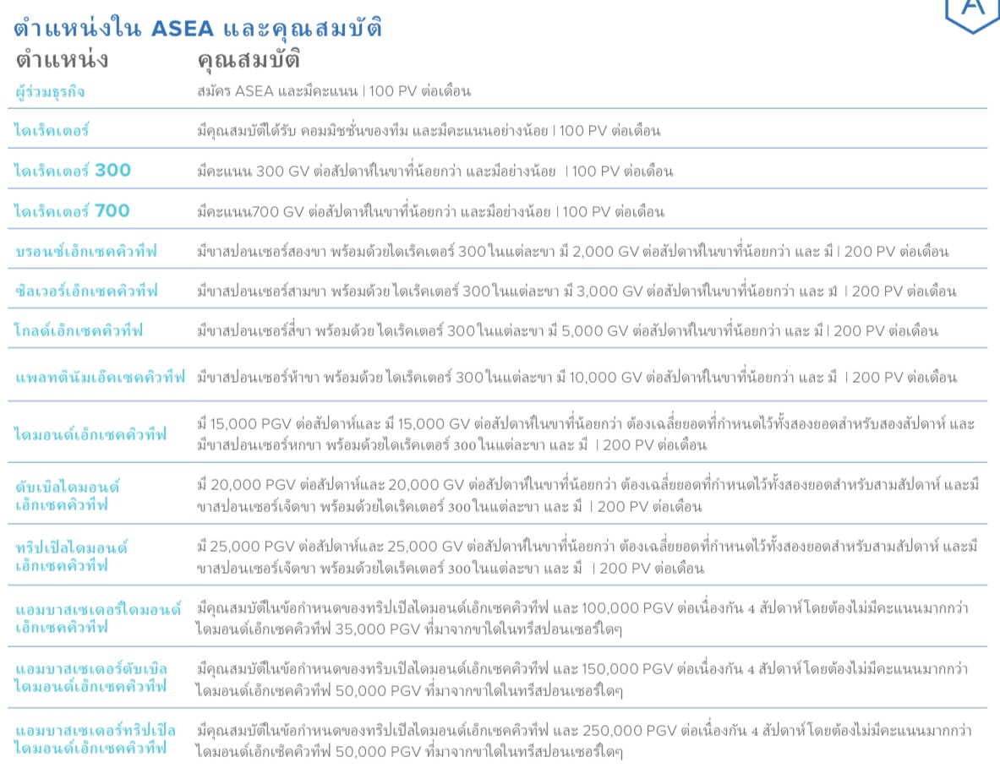 A
ตำแหน่งใน ASEA และคุณสมบัติ
ตำแหน่ง คุณสมบัติ
ผู้ร่วมธุรกิจ สมัคร ASEA และมีคะแนน | 100 PV ต่อเดือน
ไดเร็คเตอร์ มีคุณสมบัติได้รับ คอมมิชชั่นของทีม และมีคะแนนอย่างน้อย | 100 PV ต่อเดือน
ไดเร็คเตอร์ 300 มีคะแนน 300 GV ต่อสัปดาห์ในขาที่น้อยกว่า และมีอย่างน้อย | 100 PV ต่อเดือน
ไดเร็คเตอร์ 700 มีคะแนน700 GV ต่อสัปดาห์ในขาที่น้อยกว่า และมีอย่างน้อย | 100 PV ต่อเดือน
บรอนซ์เอ็กเซคคิวทีฟ มีขาสปอนเซอร์สองขา พร้อมด้วยไดเร็คเตอร์ 300 ในแต่ละขา มี 2,000 GV ต่อสัปดาห์ในขาที่น้อยกว่า และ มี | 200 PV ต่อเดือน
ซิลเวอร์เอ็กเซคคิวทีฟ มีขาสปอนเซอร์สามขา พร้อมด้วย ไดเร็คเตอร์ 300 ในแต่ละขา มี 3,000 GV ต่อสัปดาห์ในขาที่น้อยกว่า และ มี | 200 PV ต่อเดือน
โกลด์เอ็กเซคคิวทีฟ มีขาสปอนเซอร์สี่ขา พร้อมด้วย ไดเร็คเตอร์ 300 ในแต่ละขา มี 5,000 GV ต่อสัปดาห์ในขาที่น้อยกว่า และ มี | 200 PV ต่อเดือน
แพลทตินัมเอ็คเซคคิวทีฟ มีขาสปอนเซอร์ห้าขา พร้อมด้วย ไดเร็คเตอร์ 300 ในแต่ละขา มี 10,000 GV ต่อสัปดาห์ในขาที่น้อยกว่า และ มี | 200 PV ต่อเดือน
ไดมอนด์เอ็กเซคคิวทีฟ มี 15,000 PGV ต่อสัปดาห์และ มี 15,000 GV ต่อสัปดาห์ในขาที่น้อยกว่า ต้องเฉลี่ยยอดที่กำหนดไว้ทั้งสองยอดสำหรับสองสัปดาห์ และ
มีขาสปอนเซอร์หกขา พร้อมด้วยไดเร็คเตอร์ 300 ในแต่ละขา และ มี | 200 PV ต่อเดือน
ดับเบิลไดมอนด์ มี 20,000 PGV ต่อสัปดาห์และ 20,000 GV ต่อสัปดาห์ในขาที่น้อยกว่า ต้องเฉลี่ยยอดที่กำหนดไว้ทั้งสองยอดสำหรับสามสัปดาห์ และมี
เอ็กเซคคิวทีฟ ขาสปอนเซอร์เจ็ดขา พร้อมด้วยไดเร็คเตอร์ 300 ในแต่ละขา และ มี | 200 PV ต่อเดือน
ทริปเปิลไดมอนด์ มี 25,000 PGV ต่อสัปดาห์และ 25,000 GV ต่อสัปดาห์ในขาที่น้อยกว่า ต้องเฉลี่ยยอดที่กำหนดไว้ทั้งสองยอดสำหรับสามสัปดาห์ และมี
เอ็กเซคคิวทีฟ ขาสปอนเซอร์เจ็ดขา พร้อมด้วยไดเร็คเตอร์ 300 ในแต่ละขา และ มี | 200 PV ต่อเดือน
แอมบาสเซเดอร์ไดมอนด์ มีคุณสมบัติในข้อกำหนดของทริปเปิลไดมอนด์เอ็กเซคคิวทีฟ และ 100,000 PGV ต่อเนื่องกัน 4 สัปดาห์ โดยต้องไม่มีคะแนนมากกว่า
เอ็กเซคคิวทีฟ ไดมอนด์เอ็กเซคคิวทีฟ 35,000 PGV ที่มาจากขาใดในทรีสปอนเซอร์ใดๆ
แอมบาสเซเดอร์ดับเบิล มีคุณสมบัติในข้อกำหนดของทริบเปิลไดมอนด์เอ็กเซคคิวทีฟ และ 150,000 PGV ต่อเนื่องกัน 4 สัปดาห์ โดยต้องไม่มีคะแนนมากกว่า
ไดมอนด์เอ็กเซคคิวทีฟ ไดมอนด์เอ็กเซคคิวทีฟ 50,000 PGV ที่มาจากขาใดในทรีสปอนเซอร์ใดๆ
แอมบาสเซเดอร์ทริปเปิล มีคุณสมบัติในข้อกำหนดของทริปเปิลไดมอนด์เอ็กเซคคิวทีฟ และ 250,000 PGV ต่อเนื่องกัน 4 สัปดาห์ โดยต้องไม่มีคะแนนมากกว่า
ไดมอนด์เอ็กเซคคิวทีฟ ไดมอนด์เอ็ซเซ็คคิวทีฟ 50,000 PGV ที่มาจากขาใดในทรีสปอนเซอร์ใดๆ